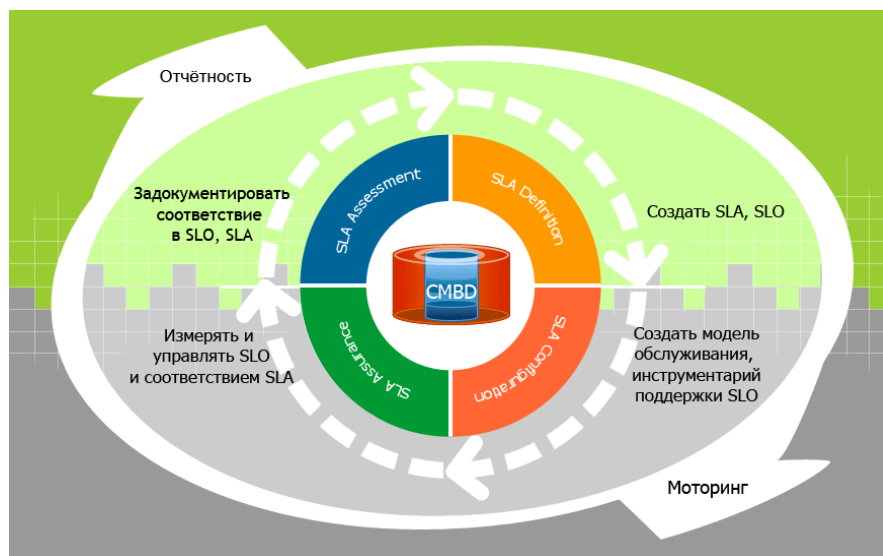 Отчётность
Задокументировать
соответствие
в SLO, SLA
SLA Assessment
SLA Definition
Создать SLA, SLO
CMBD
Измерять и
управлять SLO
и соответствием SLA
SLA Assurance
SLA Configuration
Создать модель
обслуживания,
инструментарий
поддержки SLO
Моторинг